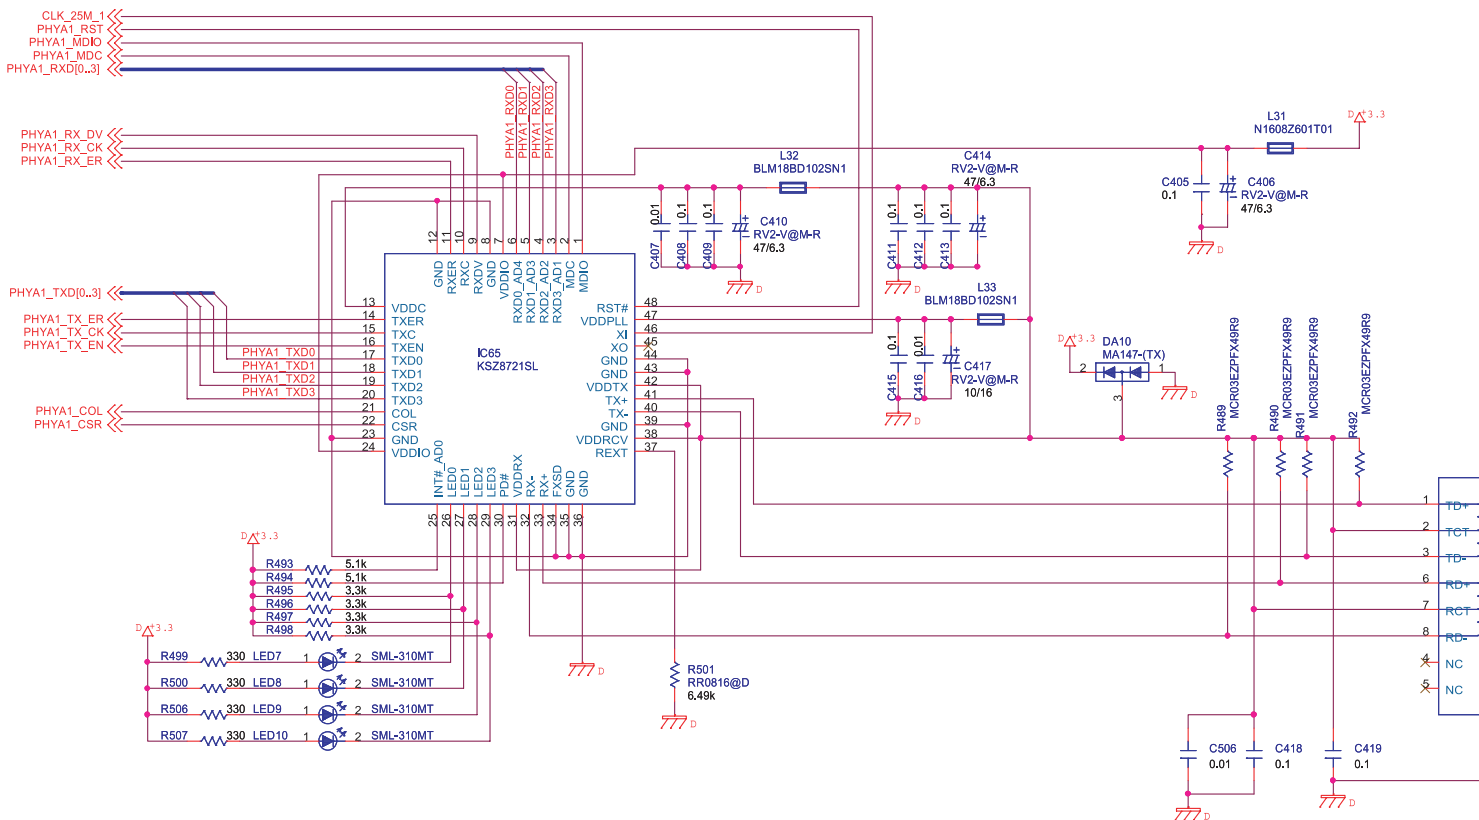 CLK_25M_1
PHYA1_RST
PHYA1_MDIO
PHYA1_MDC
PHYA1_RXD[0..3]
PHYA1_RX_DV
PHYA1_RX_CK
PHYA1_RX_ER
PHYA1_RXD0
PHYA1_RXD1
PHYA1_RXD2
PHYA1_RXD3
L31
N1608Z601T01
D +3.3
L32
BLM18BD102SN1
C414
RV2-V@M-R
47/6.3
C405
0.1
C406
RV2-V@M-R
47/6.3
D
0.01
C407
0.1
C408
0.1
C409
C410
RV2-V@M-R
47/6.3
D
0.1
C411
0.1
C412
0.1
C413
D
12 11 10 9 8 7 6 5 4 3 2 1
GND
RXER
RXC
RXDV
GND
VDDIO
RXD0_AD4
RXD1_AD3
RXD2_AD2
RXD3_AD1
MDC
MDIO
PHYA1_TXD[0..3]
PHYA1_TX_ER
PHYA1_TX_CK
PHYA1_TX_EN
PHYA1_TXD0
PHYA1_TXD1
PHYA1_TXD2
PHYA1_TXD3
PHYA1_COL
PHYA1_CSR
13 VDDC
14 TXER
15 TXC
16 TXEN
17 TXD0
18 TXD1
19 TXD2
20 TXD3
21 COL
22 CSR
23 GND
24 VDDIO
IC65
KSZ8721SL
RST# 48
VDDPLL 47
XI 46
XO 45
GND 44
GND 43
VDDTX 42
TX+ 41
TX- 40
GND 39
VDDRCV 38
REXT 37
INT#_AD0
LED0
LED1
LED2
LED3
PD#
VDDRX
RX-
RX+
FXSD
GND
GND
25 26 27 28 29 30 31 32 33 34 35 36
L33
BLM18BD102SN1
0.1
C415
0.01
C416
C417
RV2-V@M-R
10/16
D
D +3.3
DA10
MA147-(TX)
2
1
3
D
R489
MCR03EZPFX49R9
R490
MCR03EZPFX49R9
R491
MCR03EZPFX49R9
R492
MCR03EZPFX49R9
1 TD+
2 TCT
3 TD-
6 RD+
7 RCT
8 RD-
4 NC
5 NC
D +3.3
R493 5.1k
R494 5.1k
R495 3.3k
R496 3.3k
R497 3.3k
R498 3.3k
D +3.3
R499 330 LED7 1 2 SML-310MT
R500 330 LED8 1 2 SML-310MT
R506 330 LED9 1 2 SML-310MT
R507 330 LED10 1 2 SML-310MT
D
R501
RR0816@D
6.49k
D
C506
0.01
C418
0.1
C419
0.1
D
D